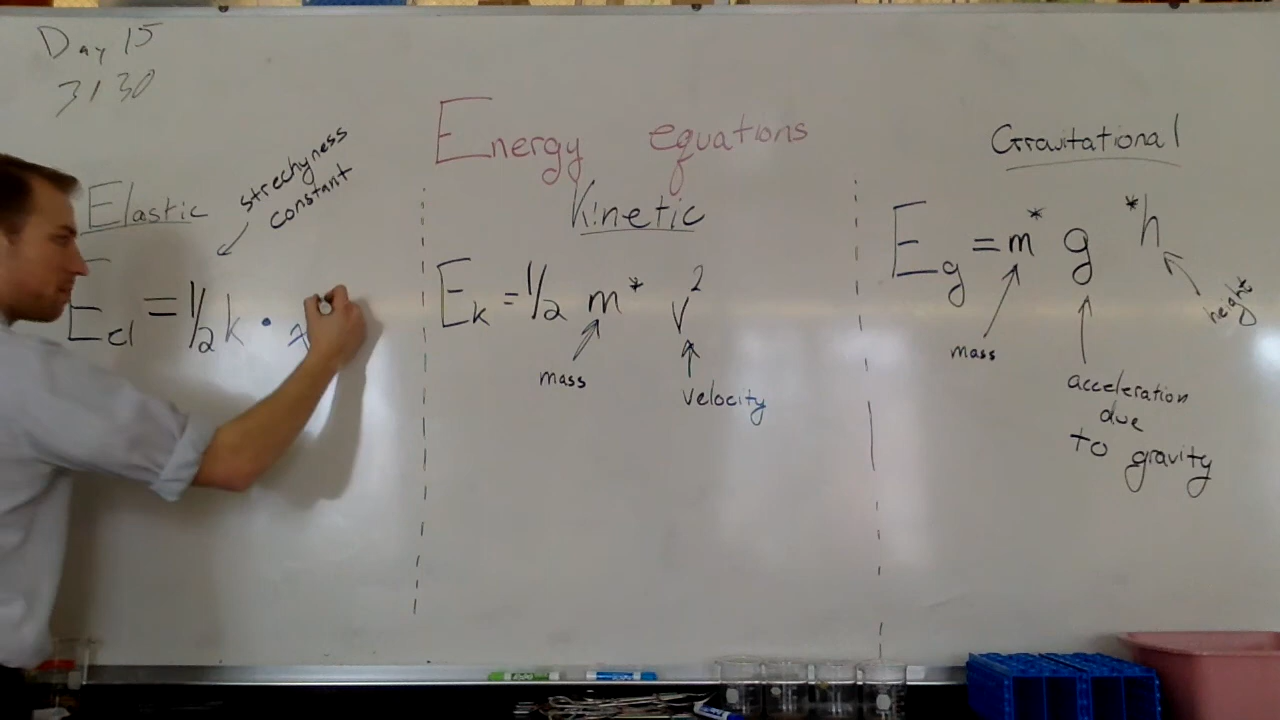 Day 15
3/30
Energy equations
Elastic
strechyness
constant
Eel = 1/2 k •
Kinetic
Ek = 1/2 m * v²
mass
velocity
Gravitational
Eg = m * g * h
mass
acceleration
due
to gravity
height